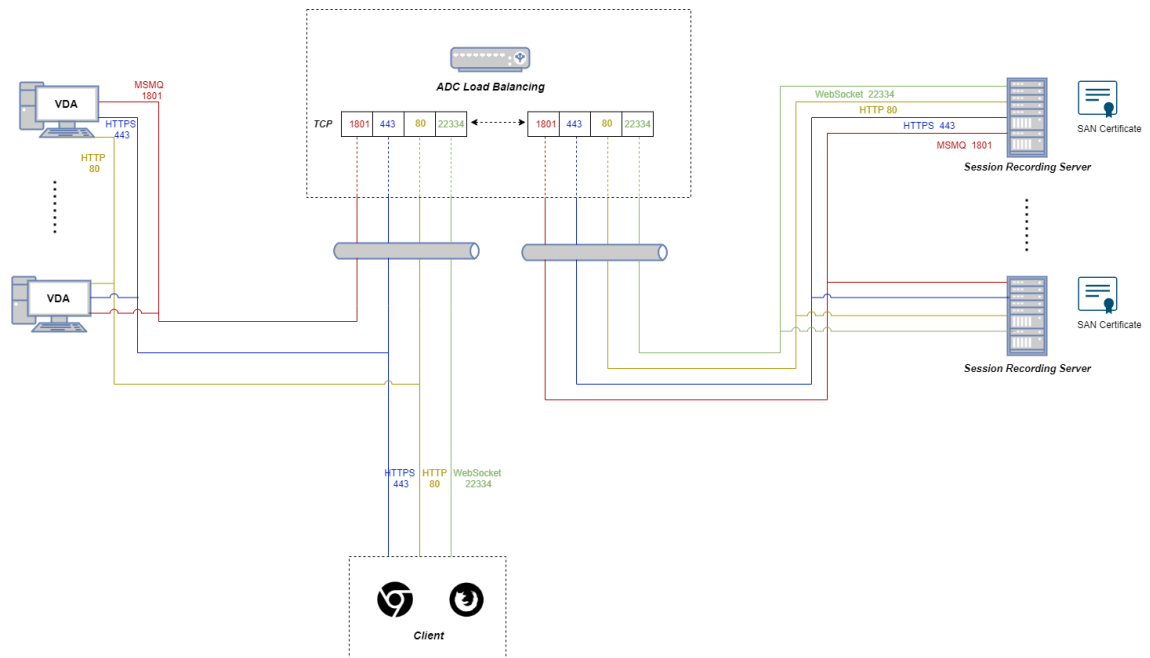 ADC Load Balancing
TCP 1801 443 80 22334 1801 443 80 22334
VDA
MSMQ
1801
HTTPS
443
HTTP
80
VDA
WebSocket 22334
HTTP 80
HTTPS 443
MSMQ 1801
SAN Certificate
Session Recording Server
SAN Certificate
Session Recording Server
HTTPS
443
HTTP
80
WebSocket
22334
Client